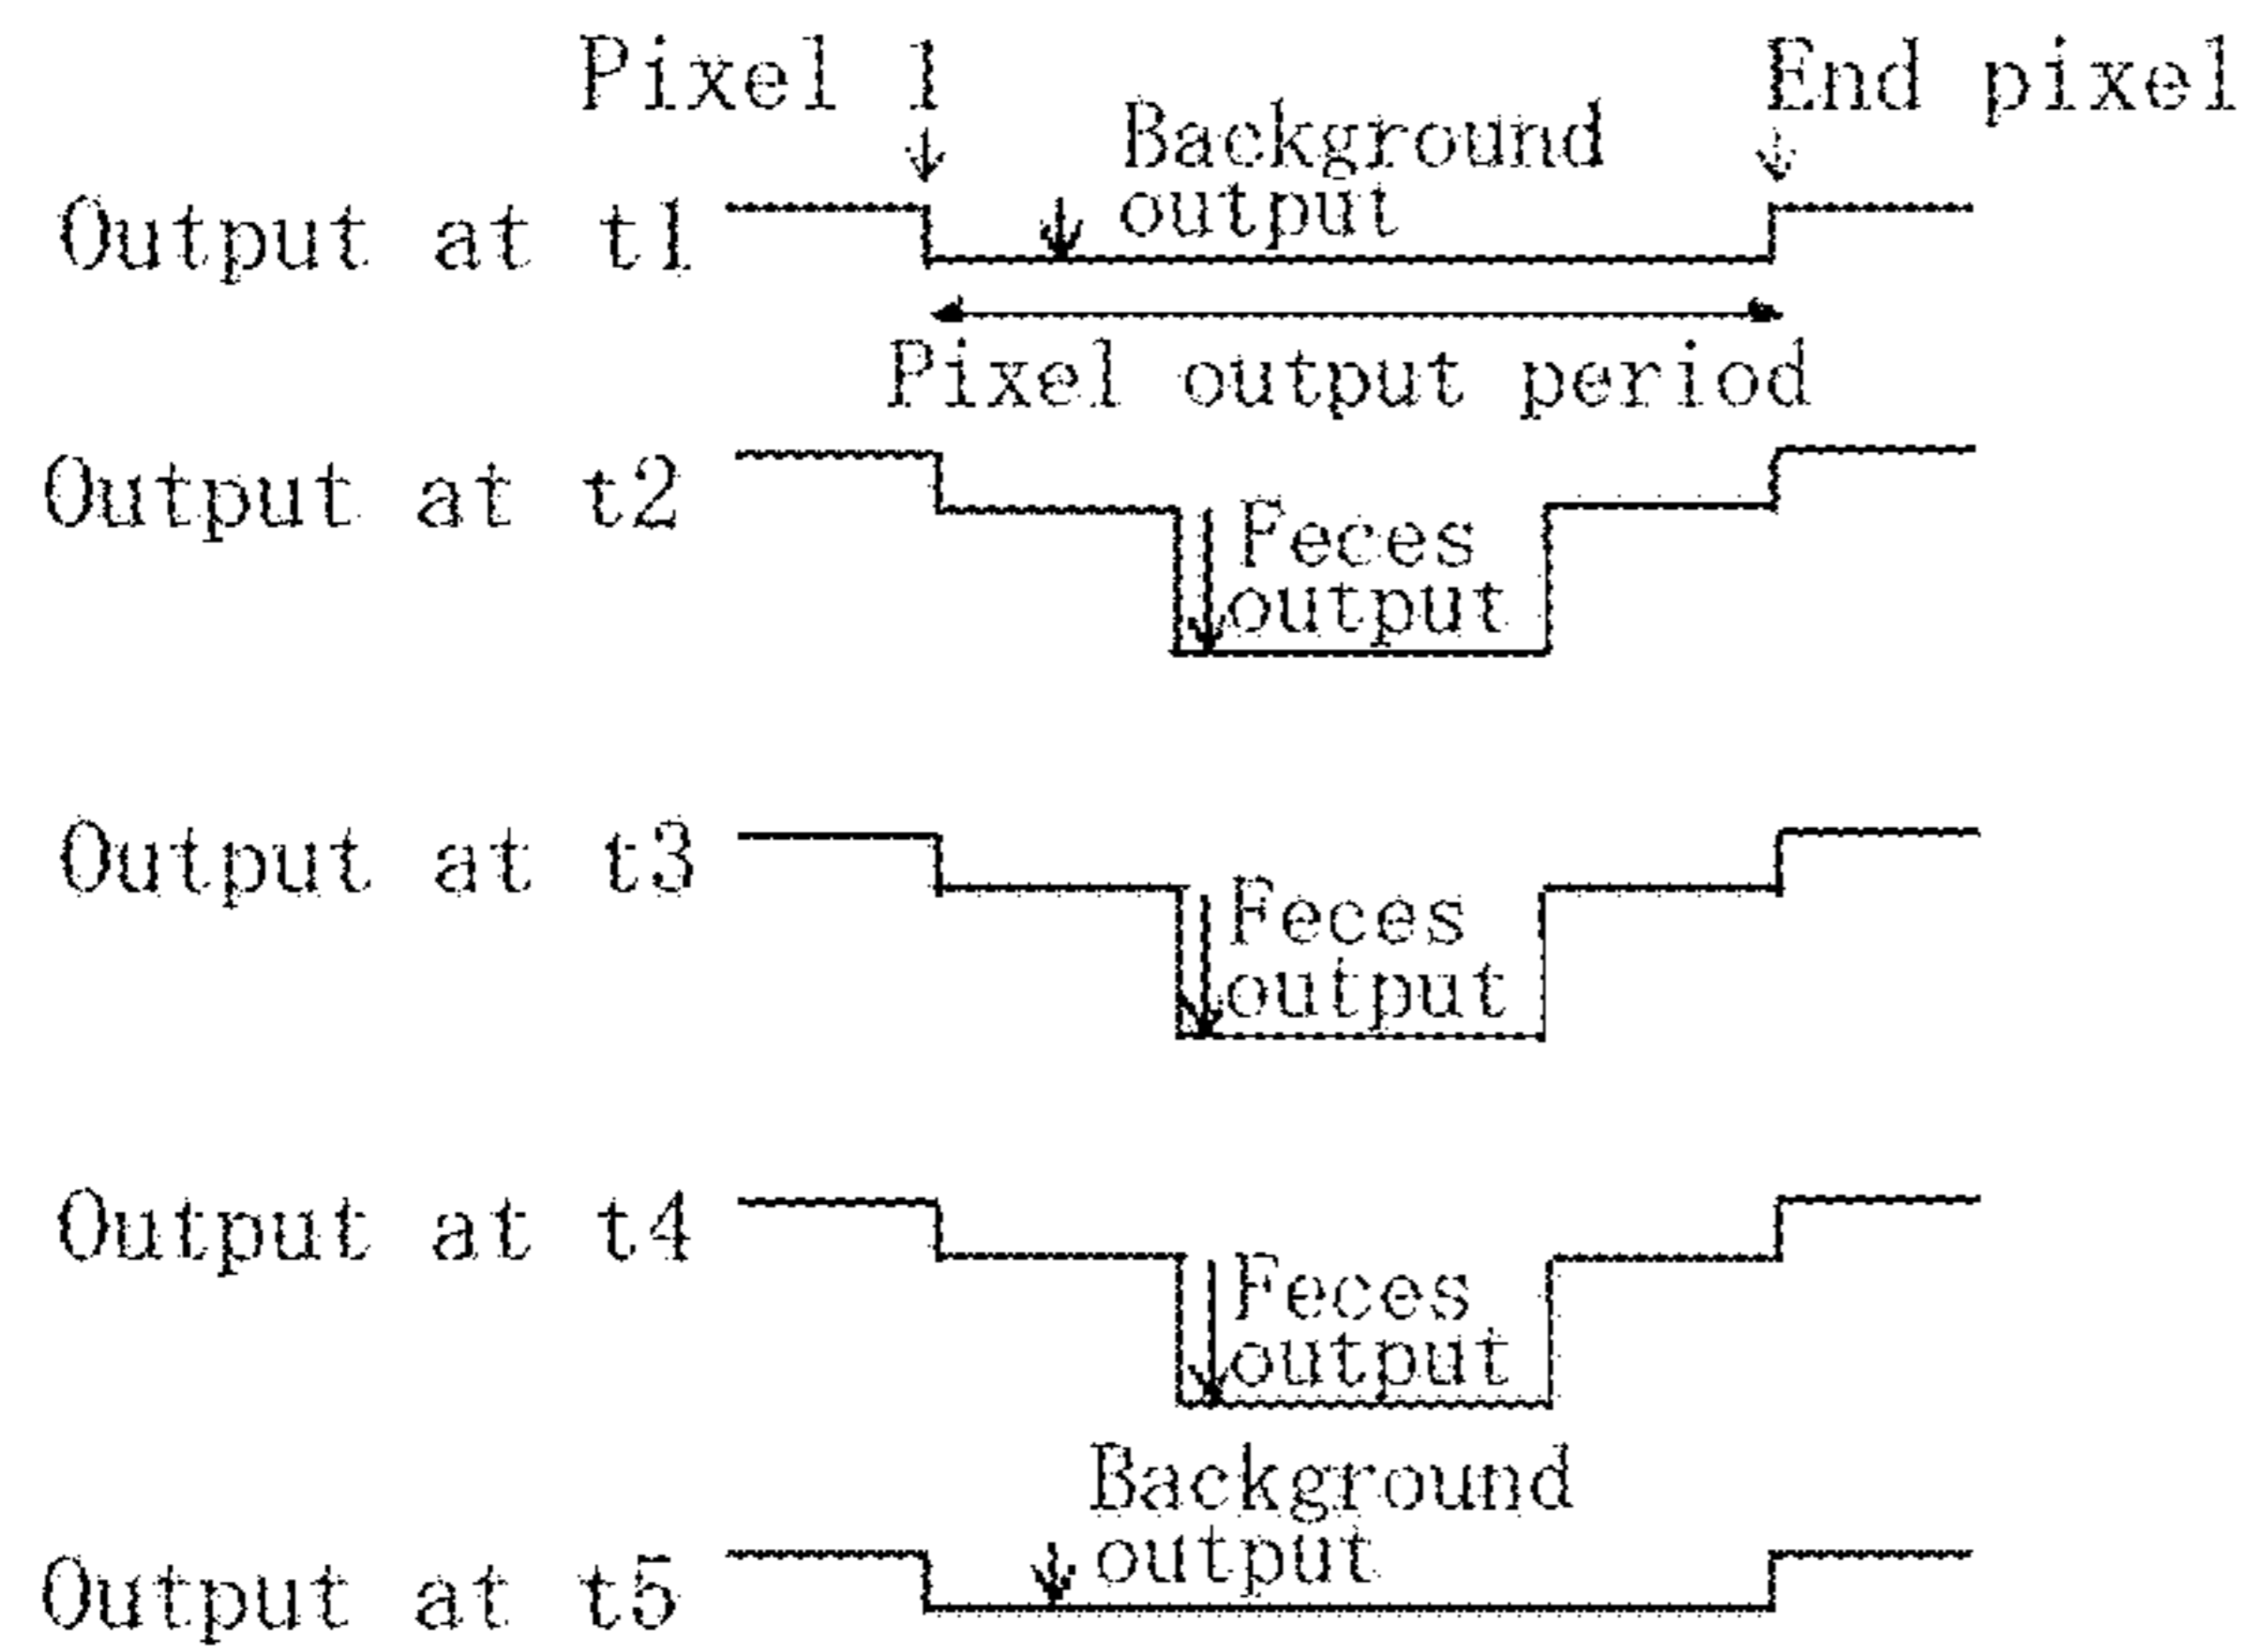 Pixel 1
End pixel
Background
output
Output at t1
Pixel output period
Output at t2
Feces
output
Output at t3
Feces
output
Output at t4
Feces
output
Background
output
Output at t5